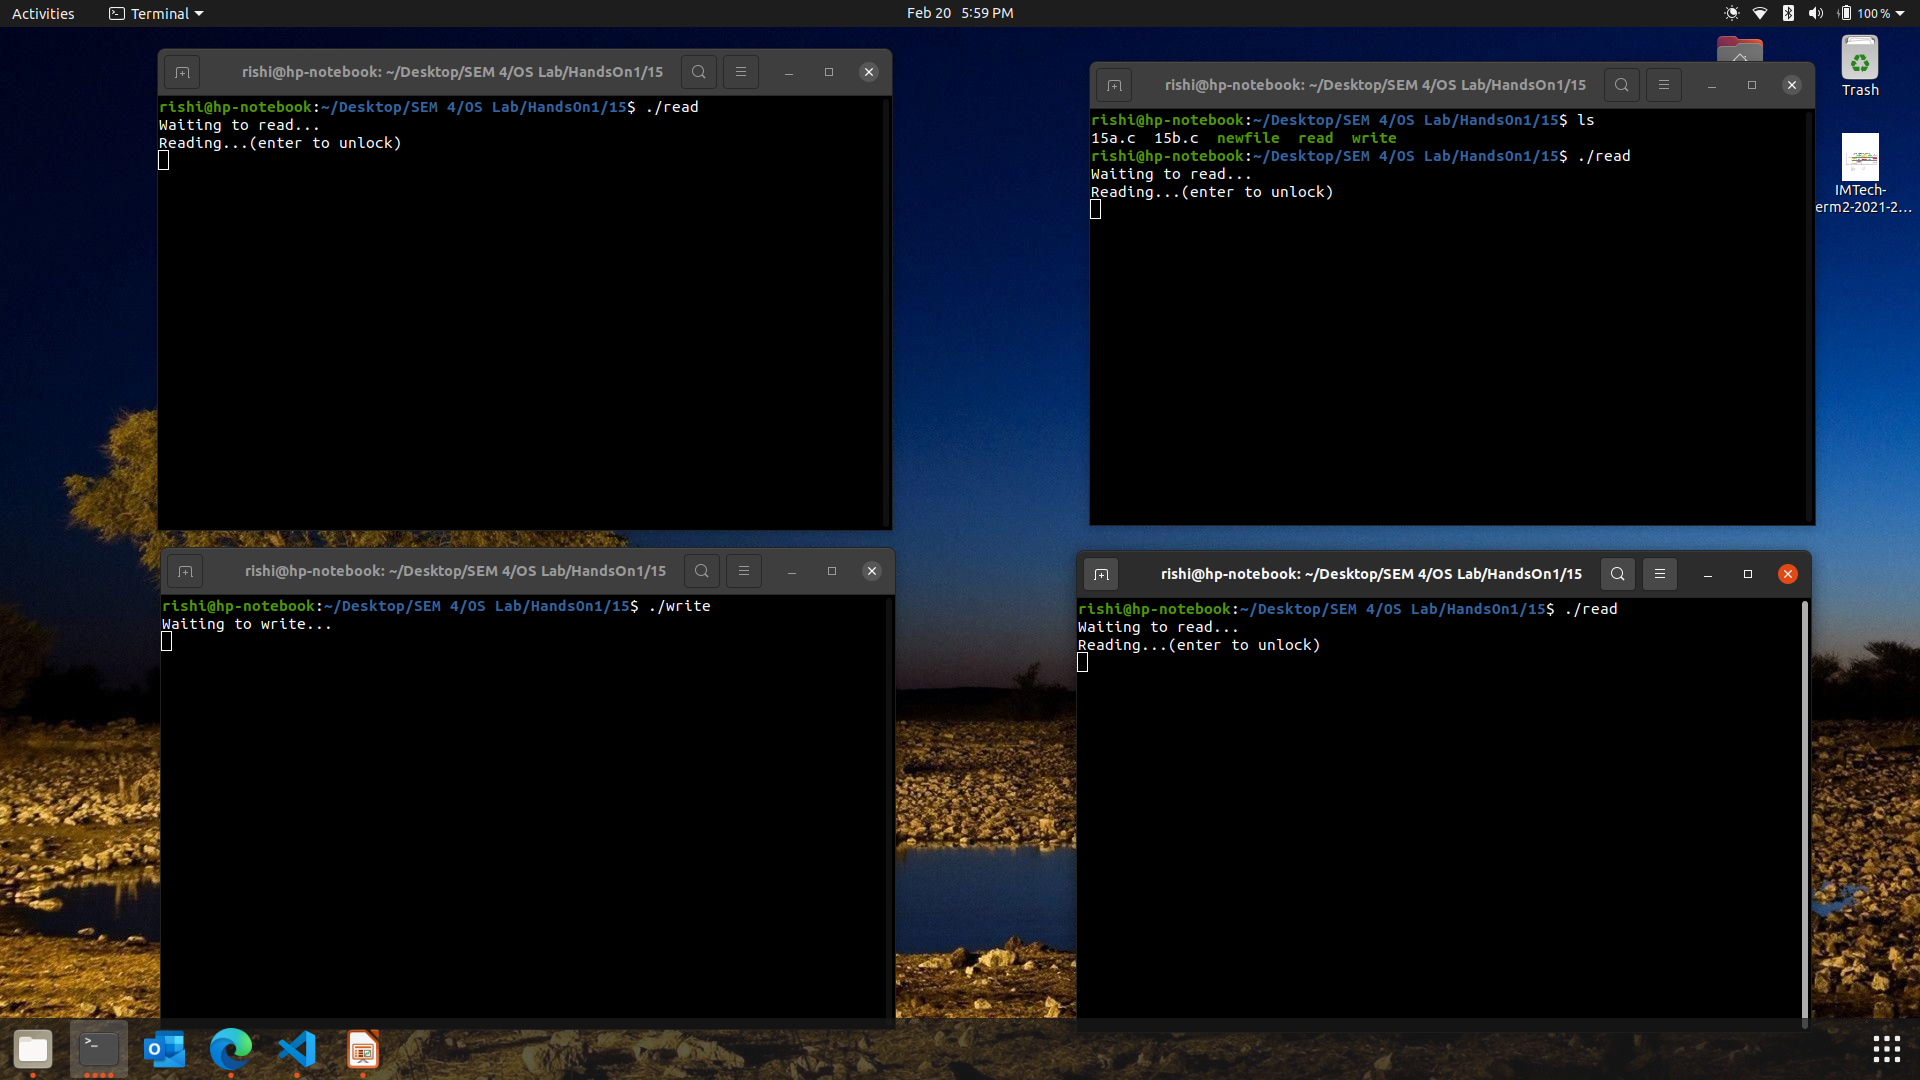 Activities
Terminal
Feb 20 5:59 PM
100 %
rishi@hp-notebook: ~/Desktop/SEM 4/OS Lab/HandsOn1/15
rishi@hp-notebook:~/Desktop/SEM 4/OS Lab/HandsOn1/15$ ./read
Waiting to read...
Reading...(enter to unlock)
rishi@hp-notebook: ~/Desktop/SEM 4/OS Lab/HandsOn1/15
rishi@hp-notebook:~/Desktop/SEM 4/OS Lab/HandsOn1/15$ ls
15a.c 15b.c newfile read write
rishi@hp-notebook:~/Desktop/SEM 4/OS Lab/HandsOn1/15$ ./read
Waiting to read...
Reading...(enter to unlock)
Trash
IMTech-
erm2-2021-2...
rishi@hp-notebook: ~/Desktop/SEM 4/OS Lab/HandsOn1/15
rishi@hp-notebook:~/Desktop/SEM 4/OS Lab/HandsOn1/15$ ./write
Waiting to write...
rishi@hp-notebook: ~/Desktop/SEM 4/OS Lab/HandsOn1/15
rishi@hp-notebook:~/Desktop/SEM 4/OS Lab/HandsOn1/15$ ./read
Waiting to read...
Reading...(enter to unlock)